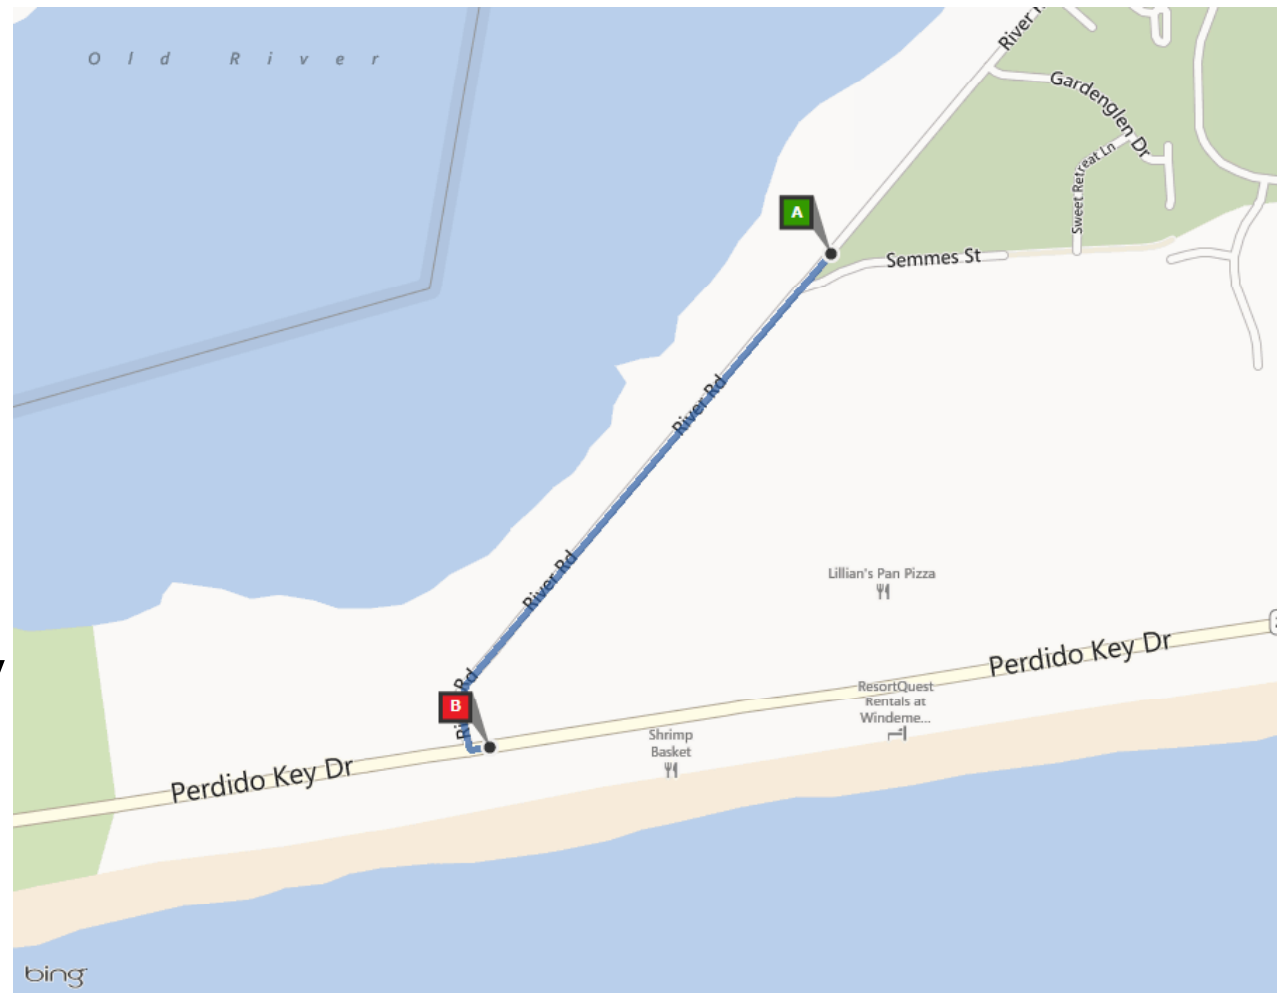 River R
Old River
Gardenglen Dr
Sweet Retreat Ln
A
Semmes St
River Rd
Lillian's Pan Pizza
River Rd
Perdido Key Dr
Rd
ResortQuest
Rentals at
Windeme...
B
Ri
Shrimp
Basket
Perdido Key Dr
bing